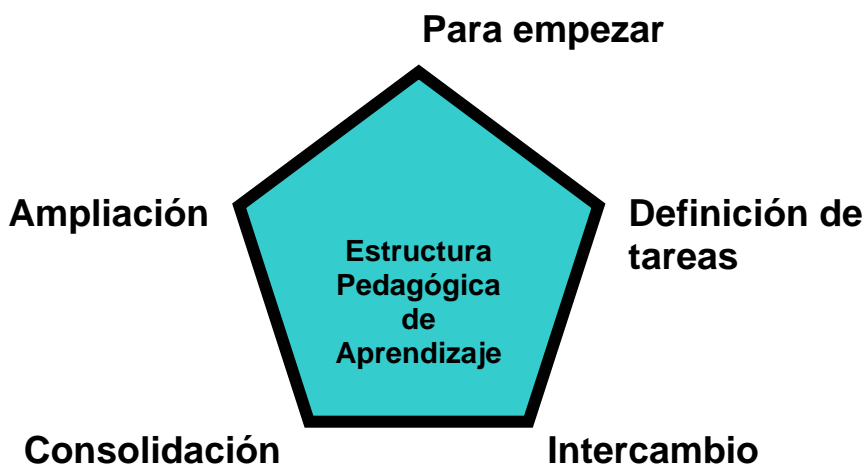 Para empezar
Ampliación
Definición de
tareas
Estructura
Pedagógica
de
Aprendizaje
Consolidación
Intercambio